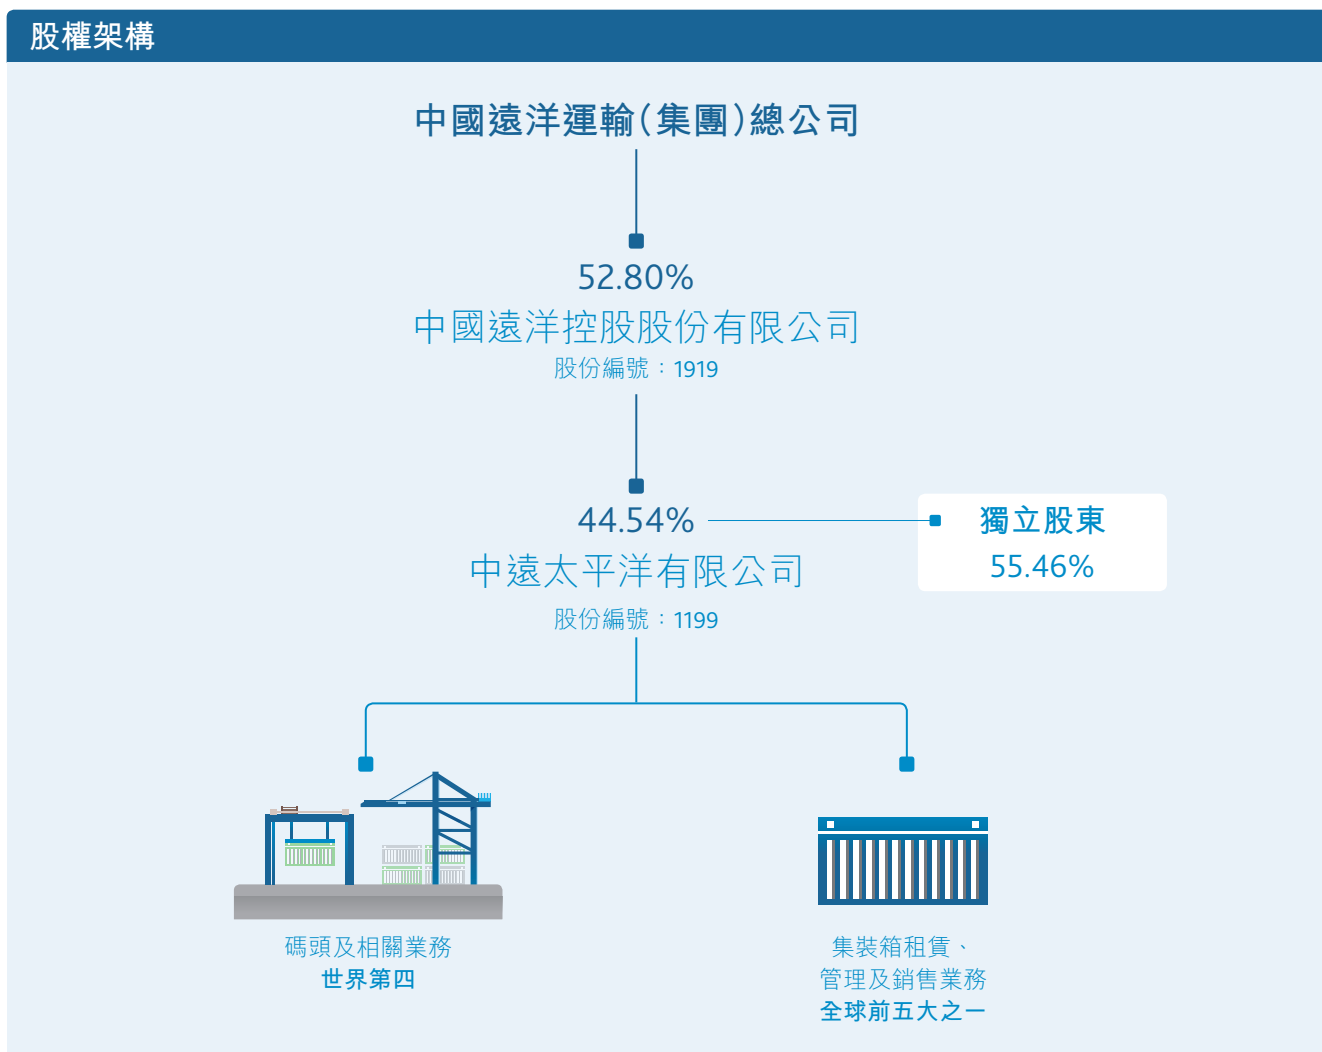 股權架構
中國遠洋運輸(集團)總公司
52.80%
中國遠洋控股股份有限公司
股份編號：1919
44.54%
獨立股東
55.46%
中遠太平洋有限公司
股份編號：1199
碼頭及相關業務
世界第四
集裝箱租賃、
管理及銷售業務
全球前五大之一